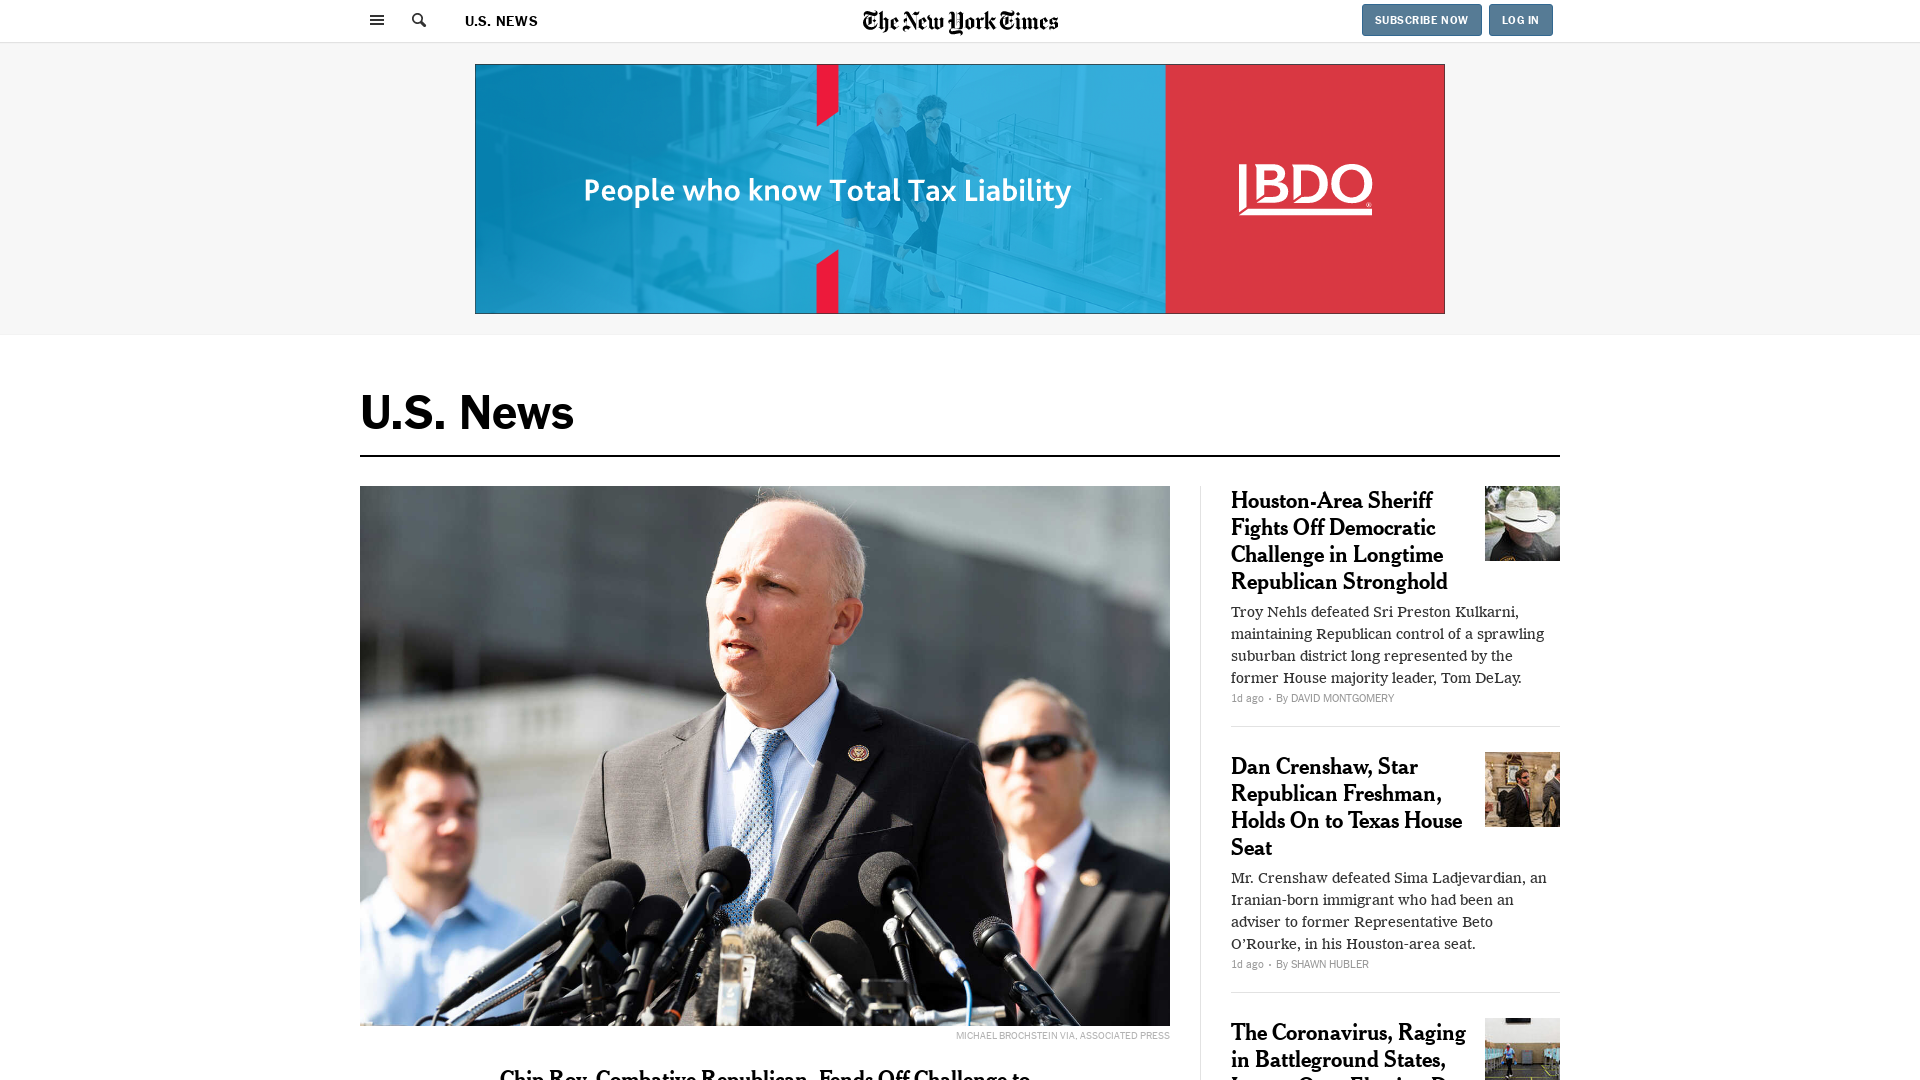 U.S. NEWS
The New York Times
SUBSCRIBE NOW
LOG IN
People who know Total Tax Liability
BDO
U.S. News
MICHAEL BROCHSTEIN VIA, ASSOCIATED PRESS
Chip Roy, Combative Republican, Fends Off Challenge to
Houston-Area Sheriff
Fights Off Democratic
Challenge in Longtime
Republican Stronghold
Troy Nehls defeated Sri Preston Kulkarni,
maintaining Republican control of a sprawling
suburban district long represented by the
former House majority leader, Tom DeLay.
1d ago · By DAVID MONTGOMERY
Dan Crenshaw, Star
Republican Freshman,
Holds On to Texas House
Seat
Mr. Crenshaw defeated Sima Ladjevardian, an
Iranian-born immigrant who had been an
adviser to former Representative Beto
O’Rourke, in his Houston-area seat.
1d ago · By SHAWN HUBLER
The Coronavirus, Raging
in Battleground States,